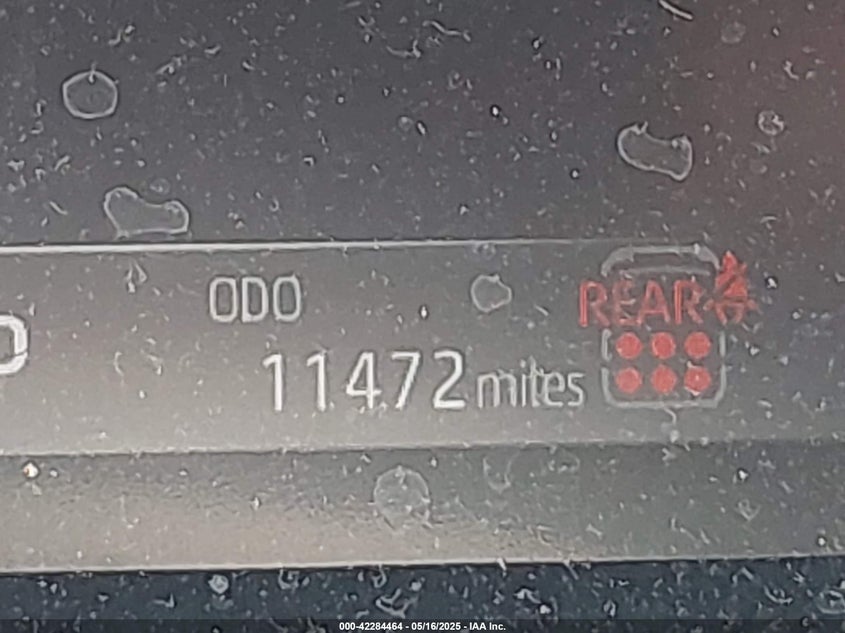 ODO
REAR
11472 miles
000-42284464 - 05/16/2025 - IAA Inc.